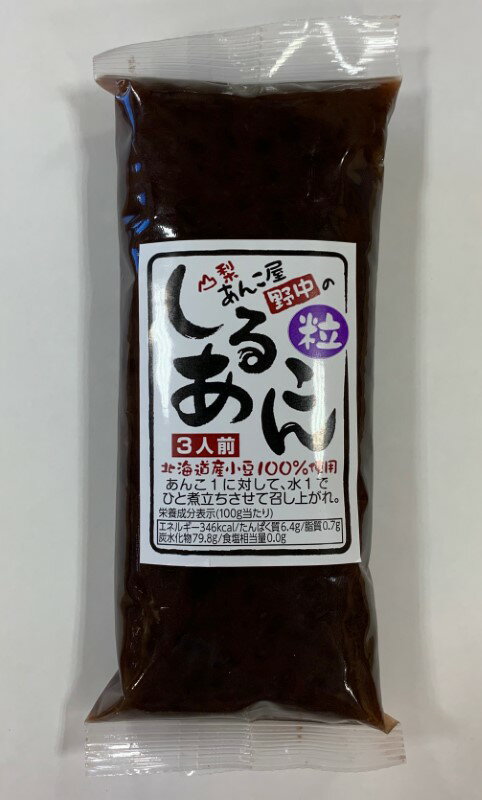 山梨
あんこ屋
野中の
粒
しるこ
あん
3人前
北海道産小豆100%使用
あんこ1に対して、水1で
ひと煮立ちさせて召し上がれ。
栄養成分表示(100g当たり)
エネルギー346kcal/たんぱく質6.4g/脂質0.7g
炭水化物79.8g/食塩相当量0.0g